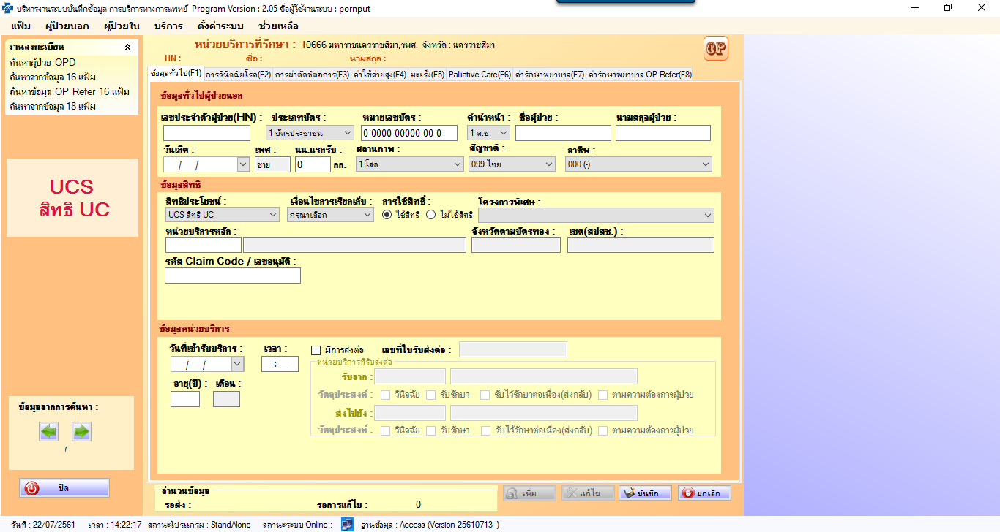 บริหารงานระบบบันทึกข้อมูล การบริการทางการแพทย์ Program Version : 2.05 ชื่อผู้ใช้งานระบบ : pornput
แฟ้ม ผู้ป่วยนอก ผู้ป่วยใน บริการ ตั้งค่าระบบ ช่วยเหลือ
งานลงทะเบียน
ค้นหาผู้ป่วย OPD
ค้นหาจากข้อมูล 16 แฟ้ม
ค้นหาข้อมูล OP Refer 16 แฟ้ม
ค้นหาจากข้อมูล 18 แฟ้ม
UCS
สิทธิ UC
ข้อมูลจากการค้นหา :
/
ปิด
หน่วยบริการที่รักษา : 10666 มหาราชนครราชสีมา,รพศ. จังหวัด : นครราชสีมา
OP
HN : ชื่อ : นามสกุล :
ข้อมูลทั่วไป(F1) การวินิจฉัยโรค(F2) การผ่าตัดหัตถการ(F3) ค่าใช้จ่ายสูง(F4) มะเร็ง(F5) Palliative Care(F6) ค่ารักษาพยาบาล(F7) ค่ารักษาพยาบาล OP Refer(F8)
ข้อมูลทั่วไปผู้ป่วยนอก
เลขประจำตัวผู้ป่วย(HN) : ประเภทบัตร : หมายเลขบัตร : คำนำหน้า : ชื่อผู้ป่วย : นามสกุลผู้ป่วย :
1 บัตรประชาชน 0-0000-00000-00-0 1 ด.ช.
วันเกิด : เพศ : นน.แรกรับ : สถานภาพ : สัญชาติ : อาชีพ :
/ / ชาย 0 กก. 1 โสด 099 ไทย 000 (-)
ข้อมูลสิทธิ
สิทธิประโยชน์ : เงื่อนไขการเรียกเก็บ : การใช้สิทธิ์ : โครงการพิเศษ :
UCS สิทธิ UC กรุณาเลือก ใช้สิทธิ ไม่ใช้สิทธิ
หน่วยบริการหลัก : จังหวัดตามบัตรทอง : เขต(สปสช.) :
รหัส Claim Code / เลขอนุมัติ :
ข้อมูลหน่วยบริการ
วันที่เข้ารับบริการ : เวลา : มีการส่งต่อ เลขที่ใบรับส่งต่อ :
/ / __:__
หน่วยบริการที่รับส่งต่อ
อายุ(ปี) : เดือน :
รับจาก :
วัตถุประสงค์ : วินิจฉัย รับรักษา รับไว้รักษาต่อเนื่อง(ส่งกลับ) ตามความต้องการผู้ป่วย
ส่งไปยัง :
วัตถุประสงค์ : วินิจฉัย รับรักษา รับไว้รักษาต่อเนื่อง(ส่งกลับ) ตามความต้องการผู้ป่วย
จำนวนข้อมูล
รอส่ง : รอการแก้ไข : 0
เพิ่ม แก้ไข บันทึก ยกเลิก
วันที่ : 22/07/2561 เวลา : 14:22:17 สถานะโปรแกรม : StandAlone สถานะระบบ Online : ฐานข้อมูล : Access (Version 25610713 )